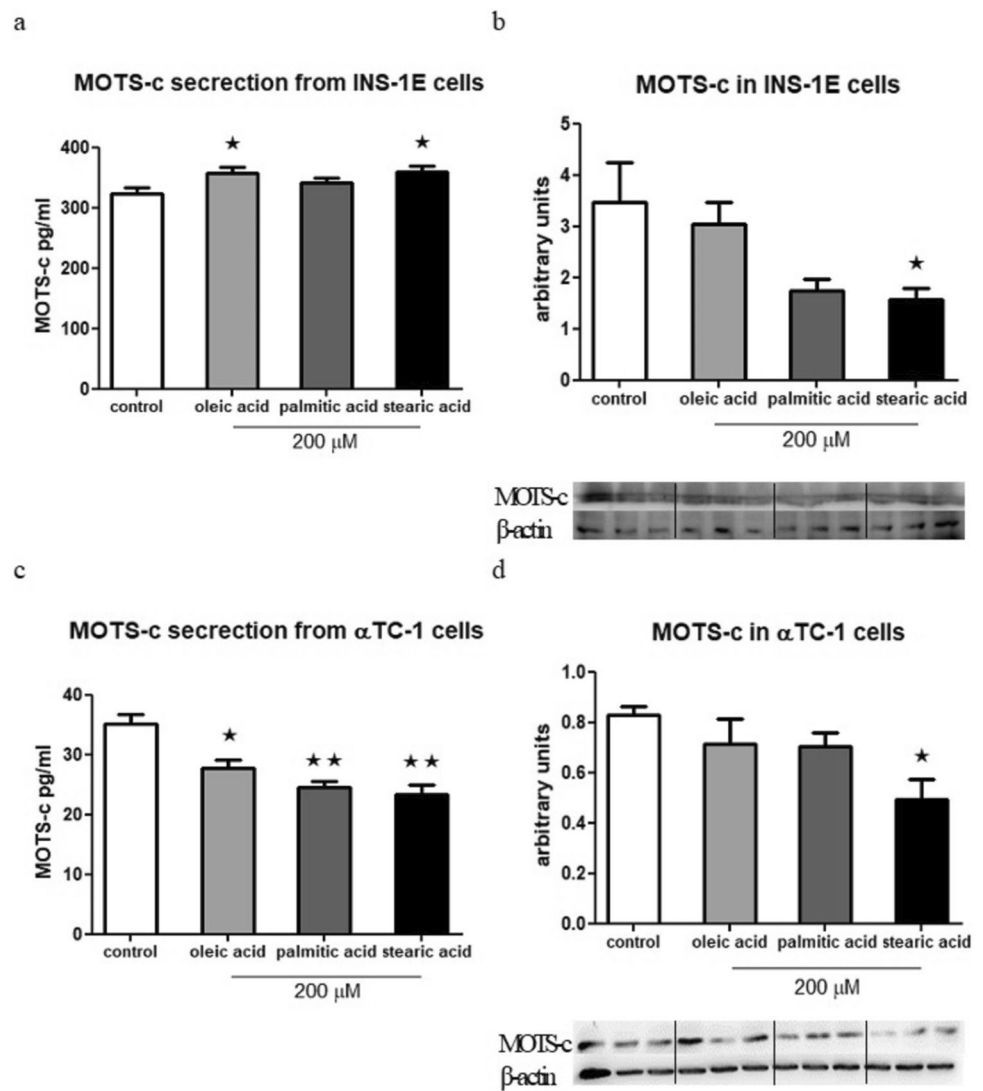 a
MOTS-c secrection from INS-1E cells
MOTS-c pg/ml
400
300
200
100
0
★
★
control oleic acid palmitic acid stearic acid
200 μM
b
MOTS-c in INS-1E cells
arbitrary units
5
4
3
2
1
0
★
control oleic acid palmitic acid stearic acid
200 μM
MOTS-c
β-actin
c
MOTS-c secrection from αTC-1 cells
MOTS-c pg/ml
40
30
20
10
0
★
★★
★★
control oleic acid palmitic acid stearic acid
200 μM
d
MOTS-c in αTC-1 cells
arbitrary units
1.0
0.8
0.6
0.4
0.2
0.0
★
control oleic acid palmitic acid stearic acid
200 μM
MOTS-c
β-actin